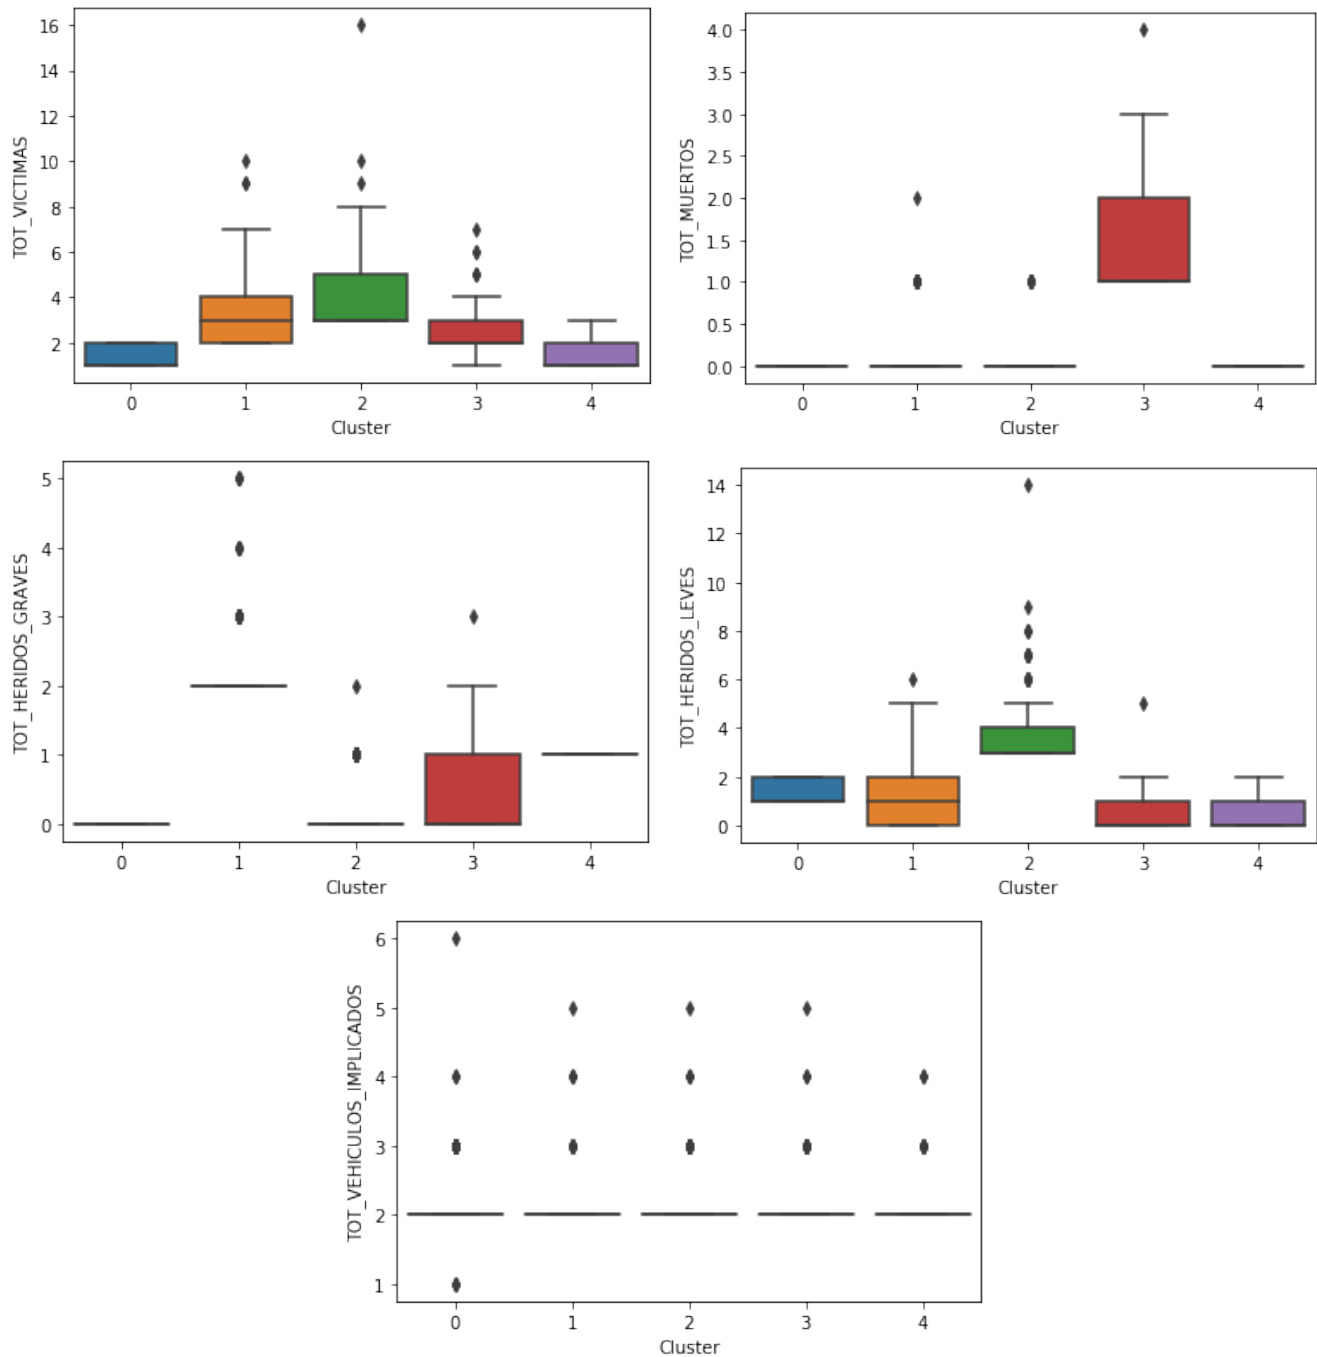 TOT_VICTIMAS
16
14
12
10
8
6
4
2
0 1 2 3 4
Cluster
TOT_MUERTOS
4.0
3.5
3.0
2.5
2.0
1.5
1.0
0.5
0.0
0 1 2 3 4
Cluster
TOT_HERIDOS_GRAVES
5
4
3
2
1
0
0 1 2 3 4
Cluster
TOT_HERIDOS_LEVES
14
12
10
8
6
4
2
0
0 1 2 3 4
Cluster
TOT_VEHICULOS_IMPLICADOS
6
5
4
3
2
1
0 1 2 3 4
Cluster